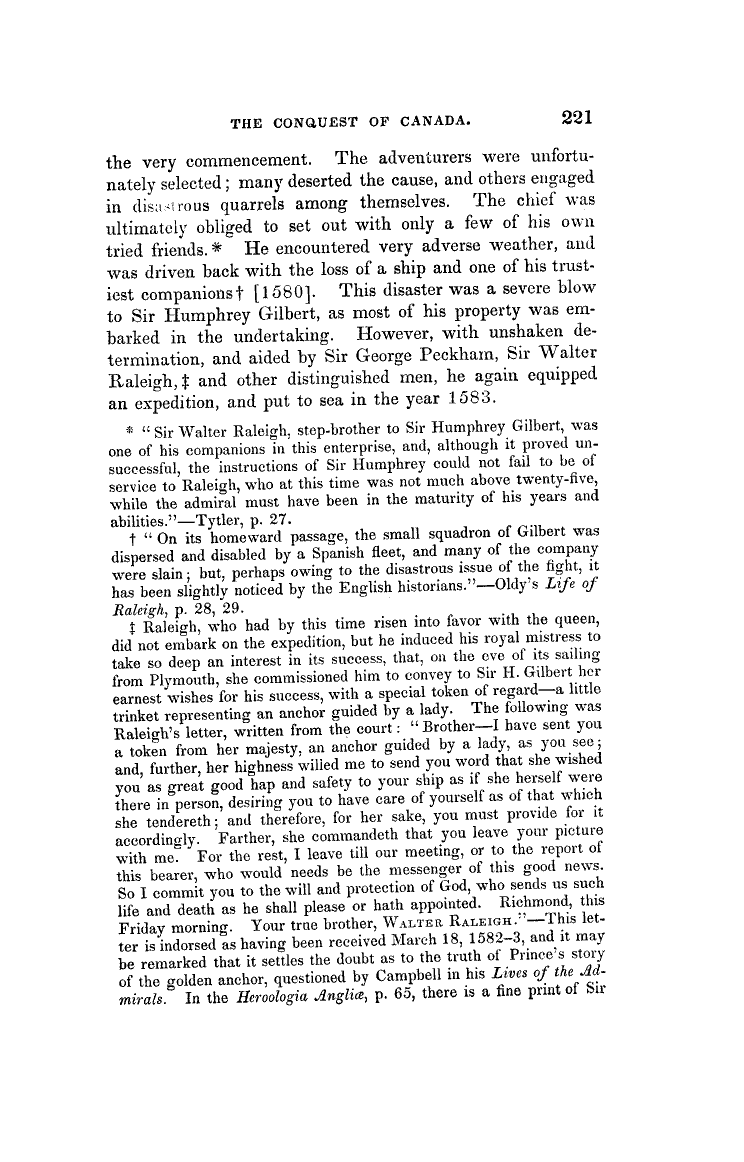 THE CONQUEST OF CANADA. 221
the very commencement. The adventurers were unfortu-
nately selected; many deserted the cause, and others engaged
in disastrous quarrels among themselves. The chief was
ultimately obliged to set out with only a few of his own
tried friends.* He encountered very adverse weather, and
was driven back with the loss of a ship and one of his trust-
iest companions† [1580]. This disaster was a severe blow
to Sir Humphrey Gilbert, as most of his property was em-
barked in the undertaking. However, with unshaken de-
termination, and aided by Sir George Peckham, Sir Walter
Raleigh,‡ and other distinguished men, he again equipped
an expedition, and put to sea in the year 1583.
* "Sir Walter Raleigh, step-brother to Sir Humphrey Gilbert, was
one of his companions in this enterprise, and, although it proved un-
successful, the instructions of Sir Humphrey could not fail to be of
service to Raleigh, who at this time was not much above twenty-five,
while the admiral must have been in the maturity of his years and
abilities."—Tytler, p. 27.
† "On its homeward passage, the small squadron of Gilbert was
dispersed and disabled by a Spanish fleet, and many of the company
were slain; but, perhaps owing to the disastrous issue of the fight, it
has been slightly noticed by the English historians."—Oldy's Life of
Raleigh, p. 28, 29.
‡ Raleigh, who had by this time risen into favor with the queen,
did not embark on the expedition, but he induced his royal mistress to
take so deep an interest in its success, that, on the eve of its sailing
from Plymouth, she commissioned him to convey to Sir H. Gilbert her
earnest wishes for his success, with a special token of regard—a little
trinket representing an anchor guided by a lady. The following was
Raleigh's letter, written from the court: "Brother—I have sent you
a token from her majesty, an anchor guided by a lady, as you see;
and, further, her highness willed me to send you word that she wished
you as great good hap and safety to your ship as if she herself were
there in person, desiring you to have care of yourself as of that which
she tendereth; and therefore, for her sake, you must provide for it
accordingly. Farther, she commandeth that you leave your picture
with me. For the rest, I leave till our meeting, or to the report of
this bearer, who would needs be the messenger of this good news.
So I commit you to the will and protection of God, who sends us such
life and death as he shall please or hath appointed. Richmond, this
Friday morning. Your true brother, WALTER RALEIGH."—This let-
ter is indorsed as having been received March 18, 1582-3, and it may
be remarked that it settles the doubt as to the truth of Prince's story
of the golden anchor, questioned by Campbell in his Lives of the Ad-
mirals. In the Heroologia Angliæ, p. 65, there is a fine print of Sir